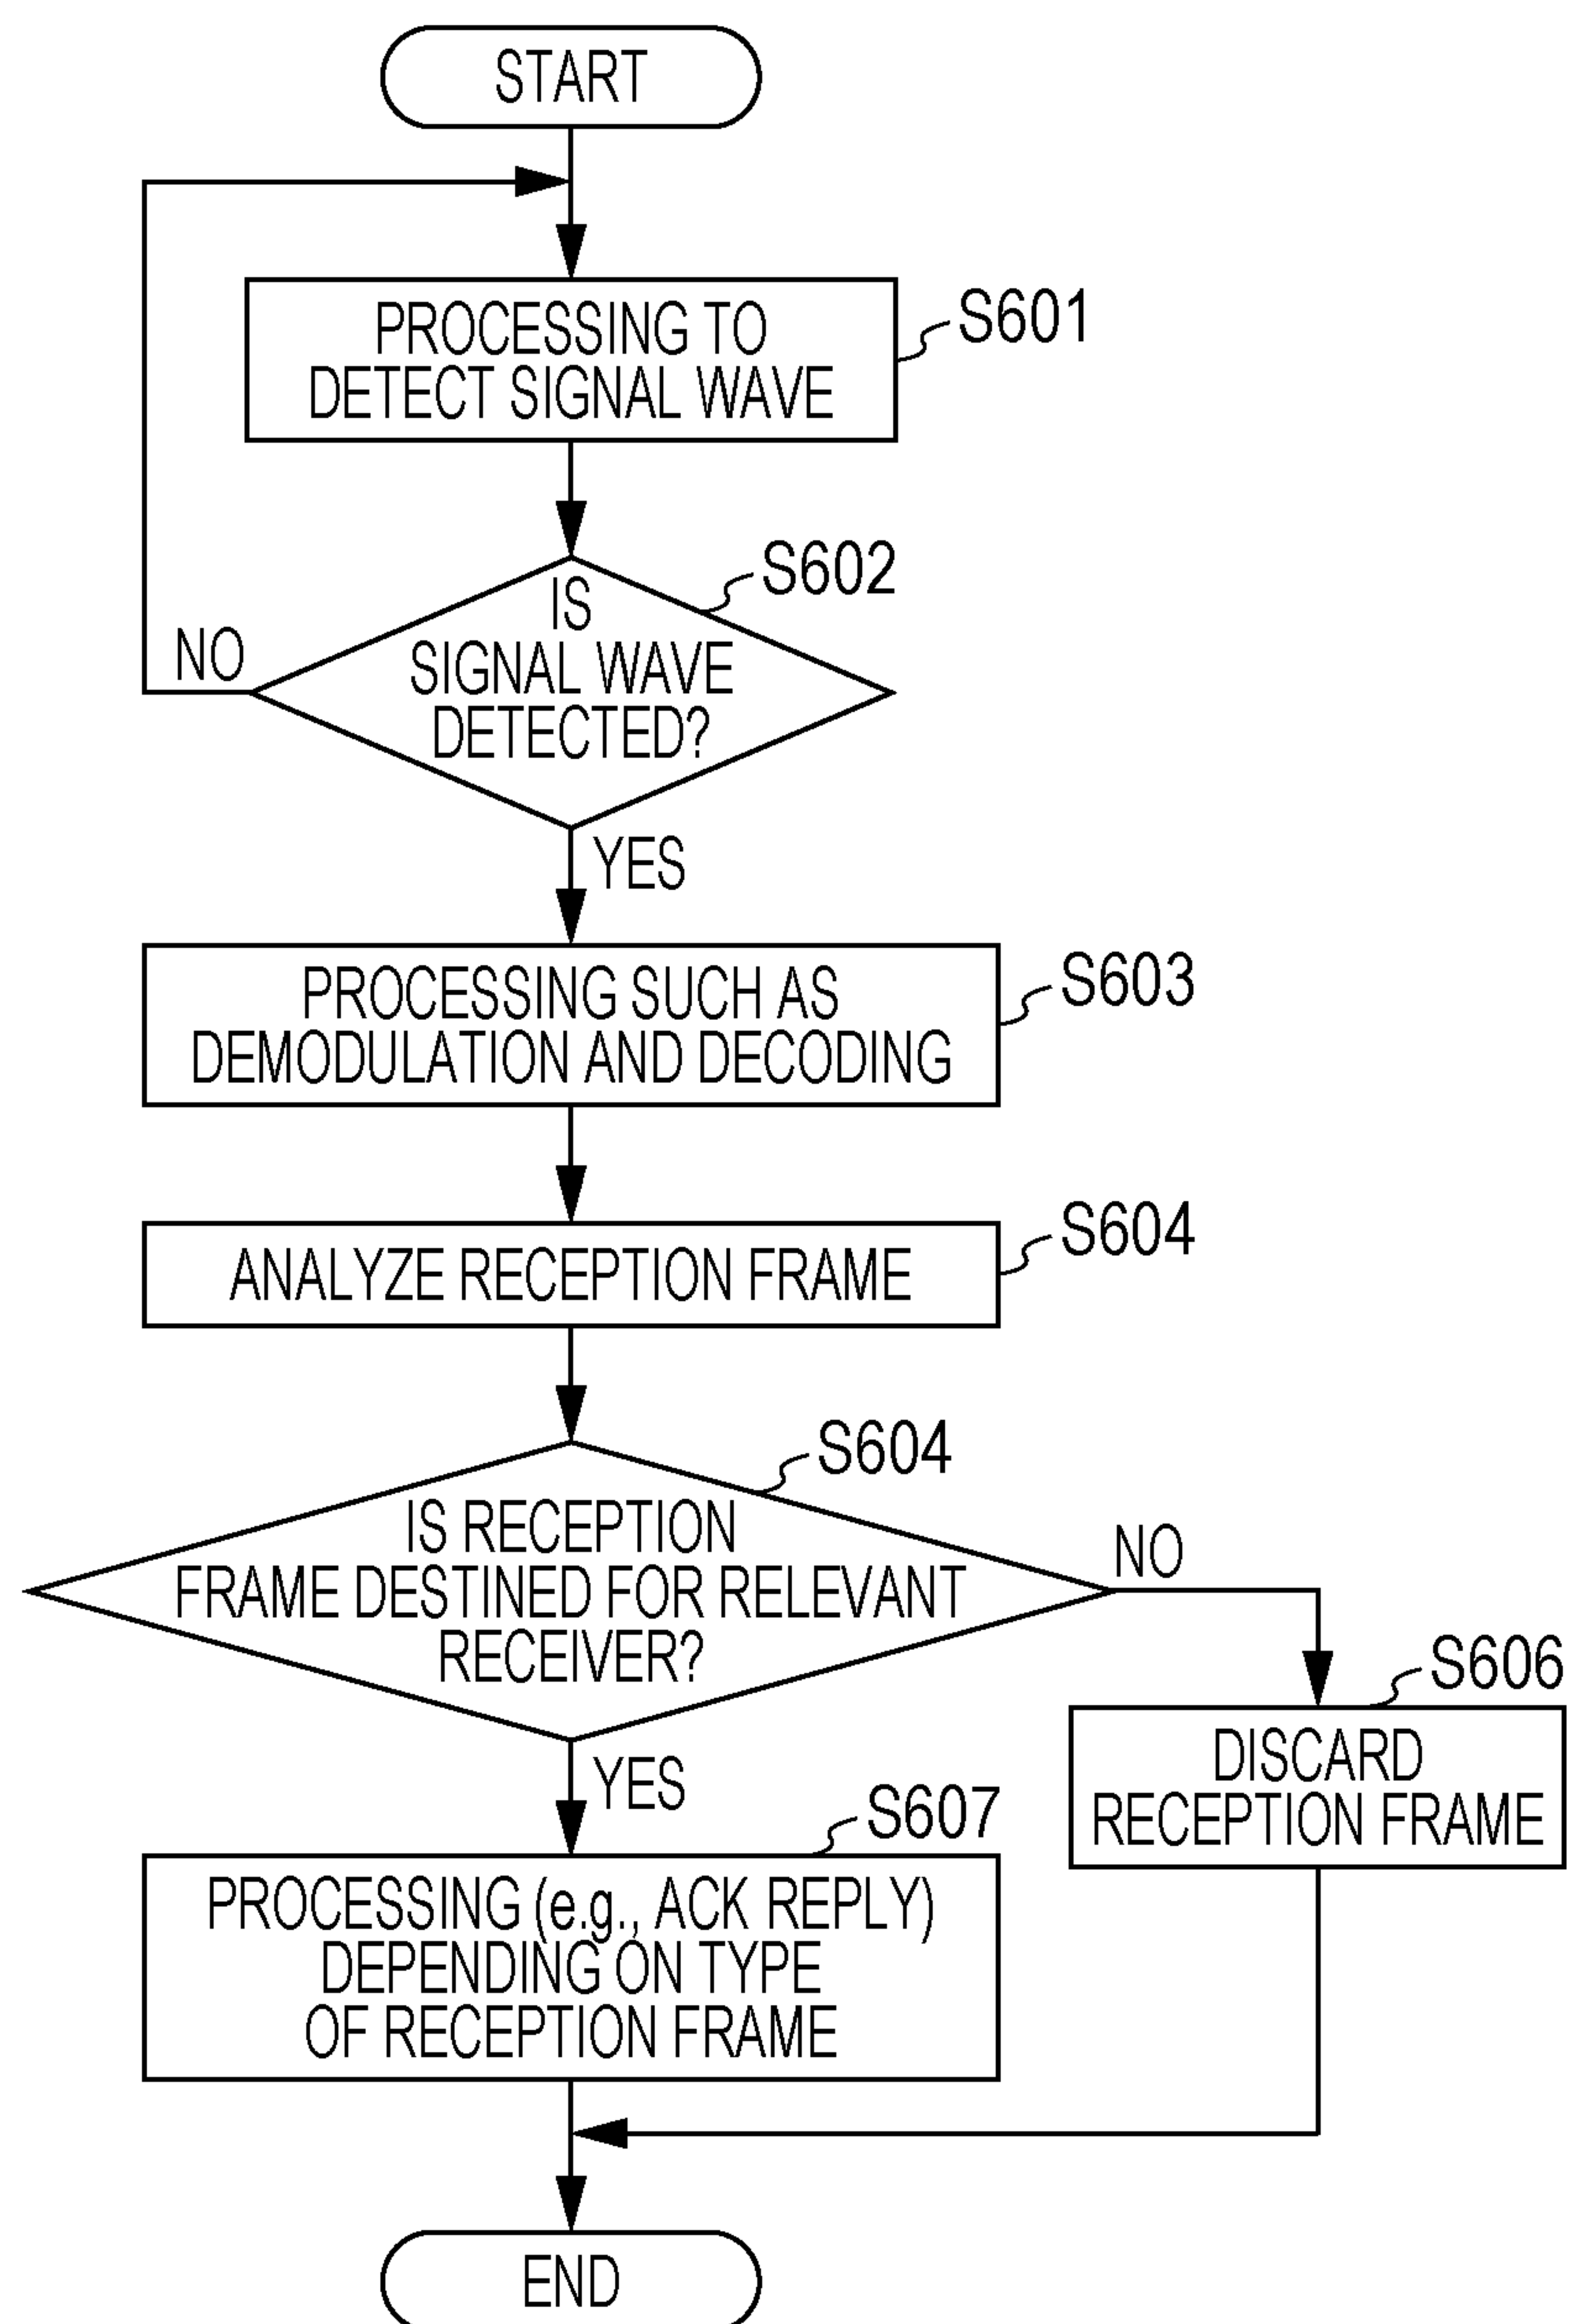 START
PROCESSING TO
DETECT SIGNAL WAVE
S601
IS
SIGNAL WAVE
DETECTED?
S602
NO
YES
PROCESSING SUCH AS
DEMODULATION AND DECODING
S603
ANALYZE RECEPTION FRAME
S604
IS RECEPTION
FRAME DESTINED FOR RELEVANT
RECEIVER?
S604
NO
YES
DISCARD
RECEPTION FRAME
S606
PROCESSING (e.g., ACK REPLY)
DEPENDING ON TYPE
OF RECEPTION FRAME
S607
END